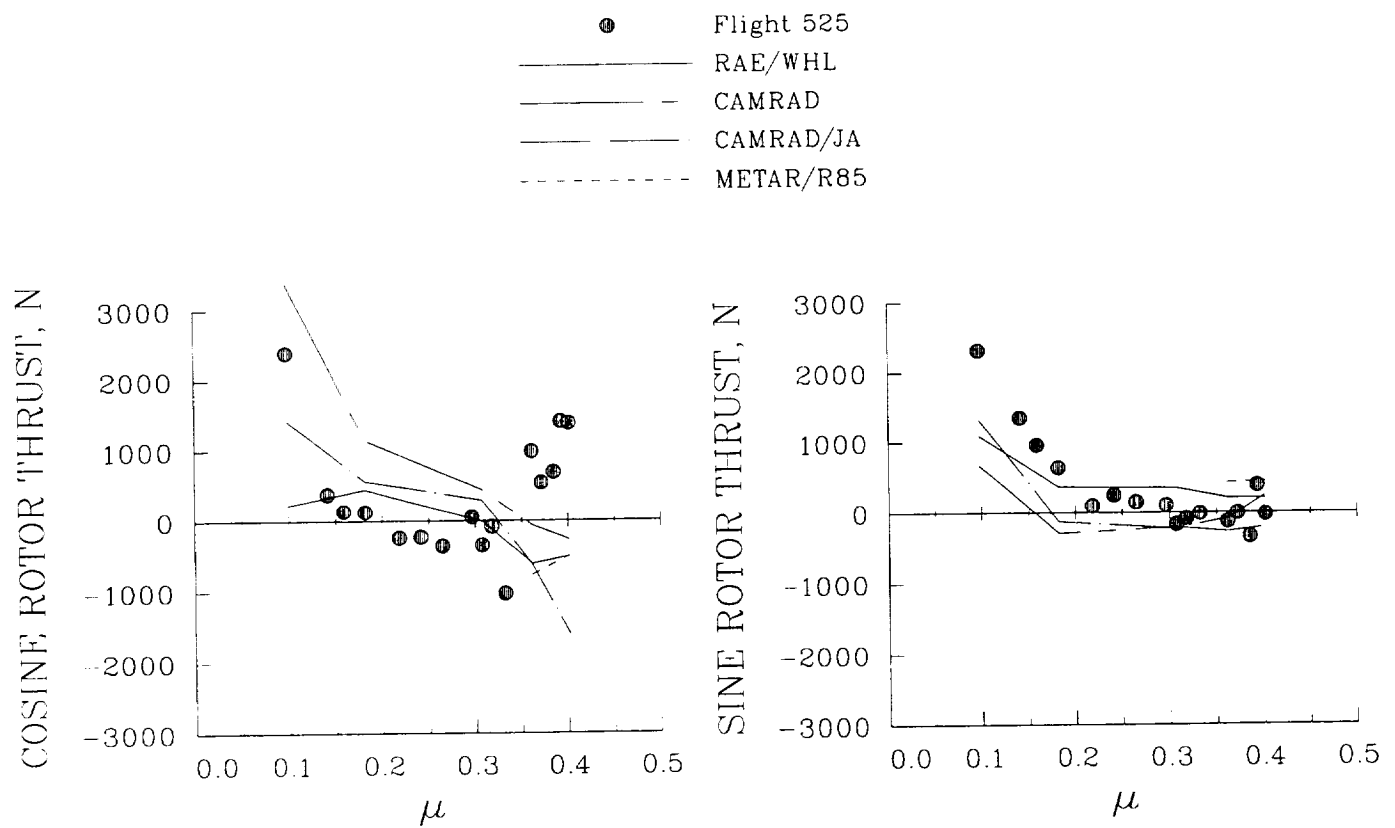 Flight 525
RAE/WHL
CAMRAD
CAMRAD/JA
METAR/R85
COSINE ROTOR THRUST, N
3000
2000
1000
0
-1000
-2000
-3000
0.0 0.1 0.2 0.3 0.4 0.5
μ
SINE ROTOR THRUST, N
3000
2000
1000
0
-1000
-2000
-3000
0.0 0.1 0.2 0.3 0.4 0.5
μ